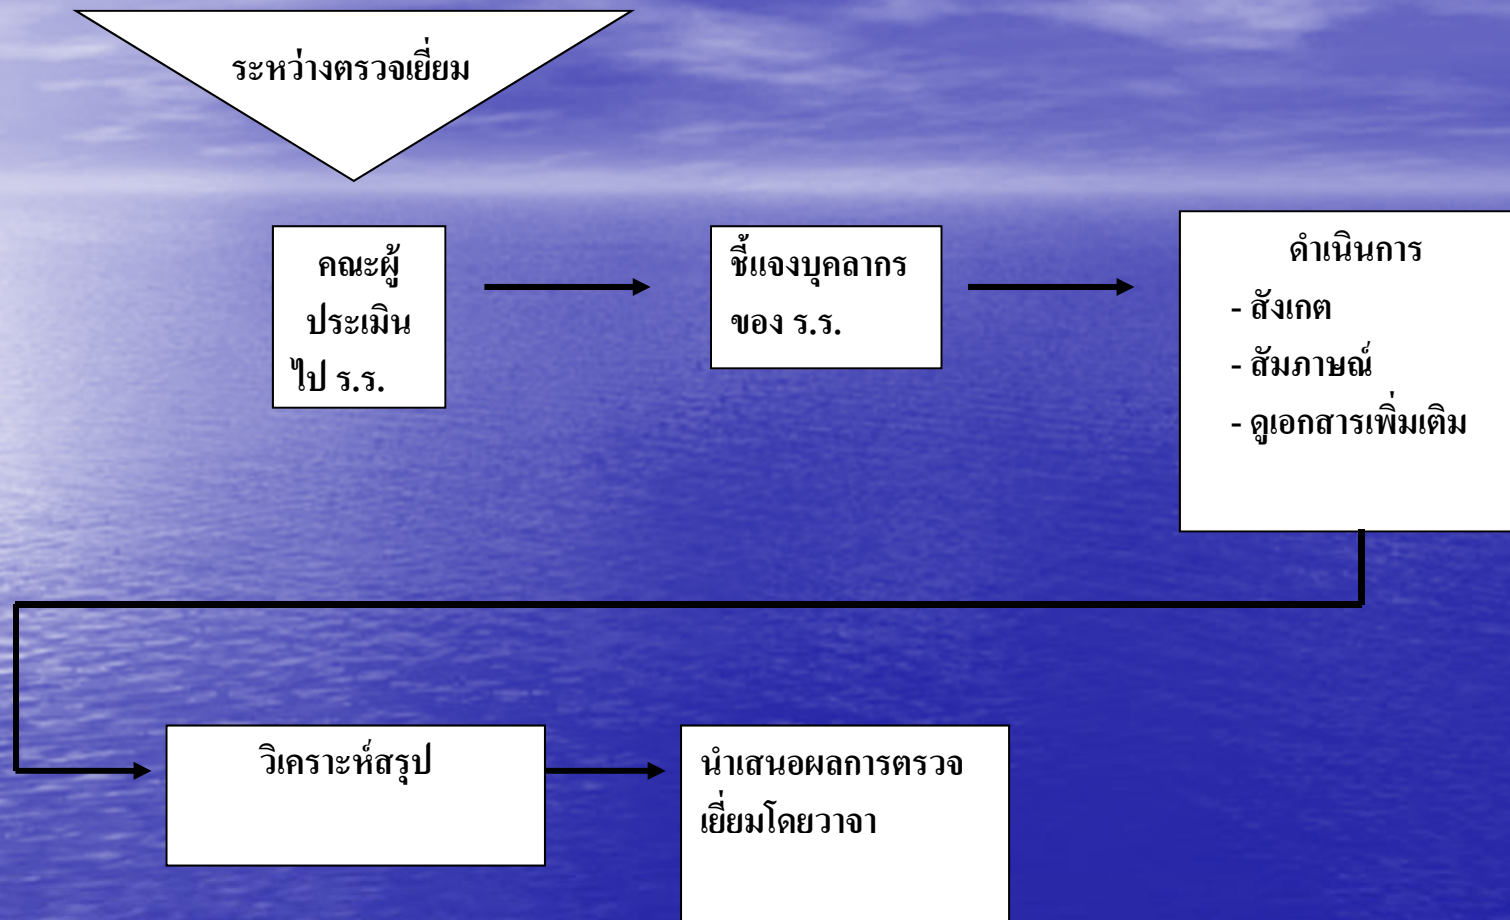 ระหว่างตรวจเยี่ยม
คณะผู้
ประเมิน
ไป ร.ร.
ชี้แจงบุคลากร
ของ ร.ร.
ดำเนินการ
- สังเกต
- สัมภาษณ์
- ดูเอกสารเพิ่มเติม
วิเคราะห์สรุป
นำเสนอผลการตรวจ
เยี่ยมโดยวาจา